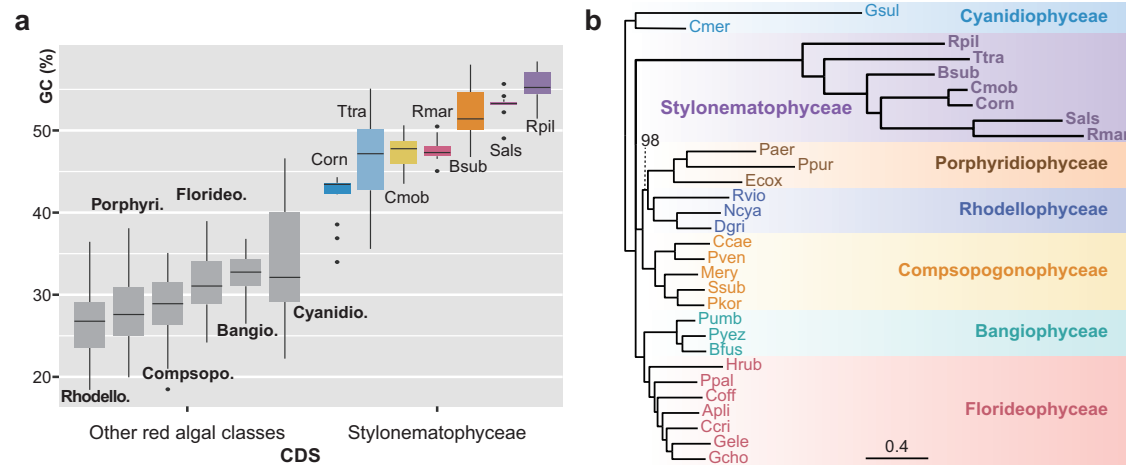 a
GC (%)
50
40
30
20
Rhodello.
Porphyri.
Compsopo.
Florideo.
Bangio.
Cyanidio.
Corn
Ttra
Cmob
Rmar
Bsub
Sals
Rpil
Other red algal classes
Stylonematophyceae
CDS
b
Gsul
Cmer
Cyanidiophyceae
Rpil
Ttra
Bsub
Cmob
Corn
Sals
Rmar
Stylonematophyceae
98
Paer
Ppur
Ecox
Porphyridiophyceae
Rvio
Ncya
Dgri
Rhodellophyceae
Ccae
Pven
Mery
Ssub
Pkor
Compsopogonophyceae
Pumb
Pyez
Bfus
Bangiophyceae
Hrub
Ppal
Coff
Apli
Ccri
Gele
Gcho
Florideophyceae
0.4